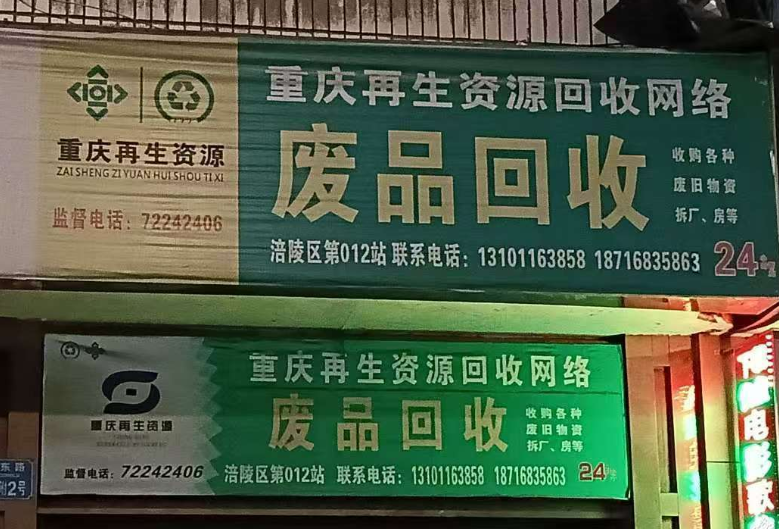 重庆再生资源
ZAI SHENG ZI YUAN HUI SHOU TI XI
监督电话：72242406
重庆再生资源回收网络
废品回收
收购各种
废旧物资
拆厂、房等
涪陵区第012站 联系电话：13101163858 18716835863
24
重庆再生资源
监督电话：72242406
重庆再生资源回收网络
废品回收
收购各种
废旧物资
拆厂、房等
涪陵区第012站 联系电话：13101163858 18716835863
24
东路
2号
电影